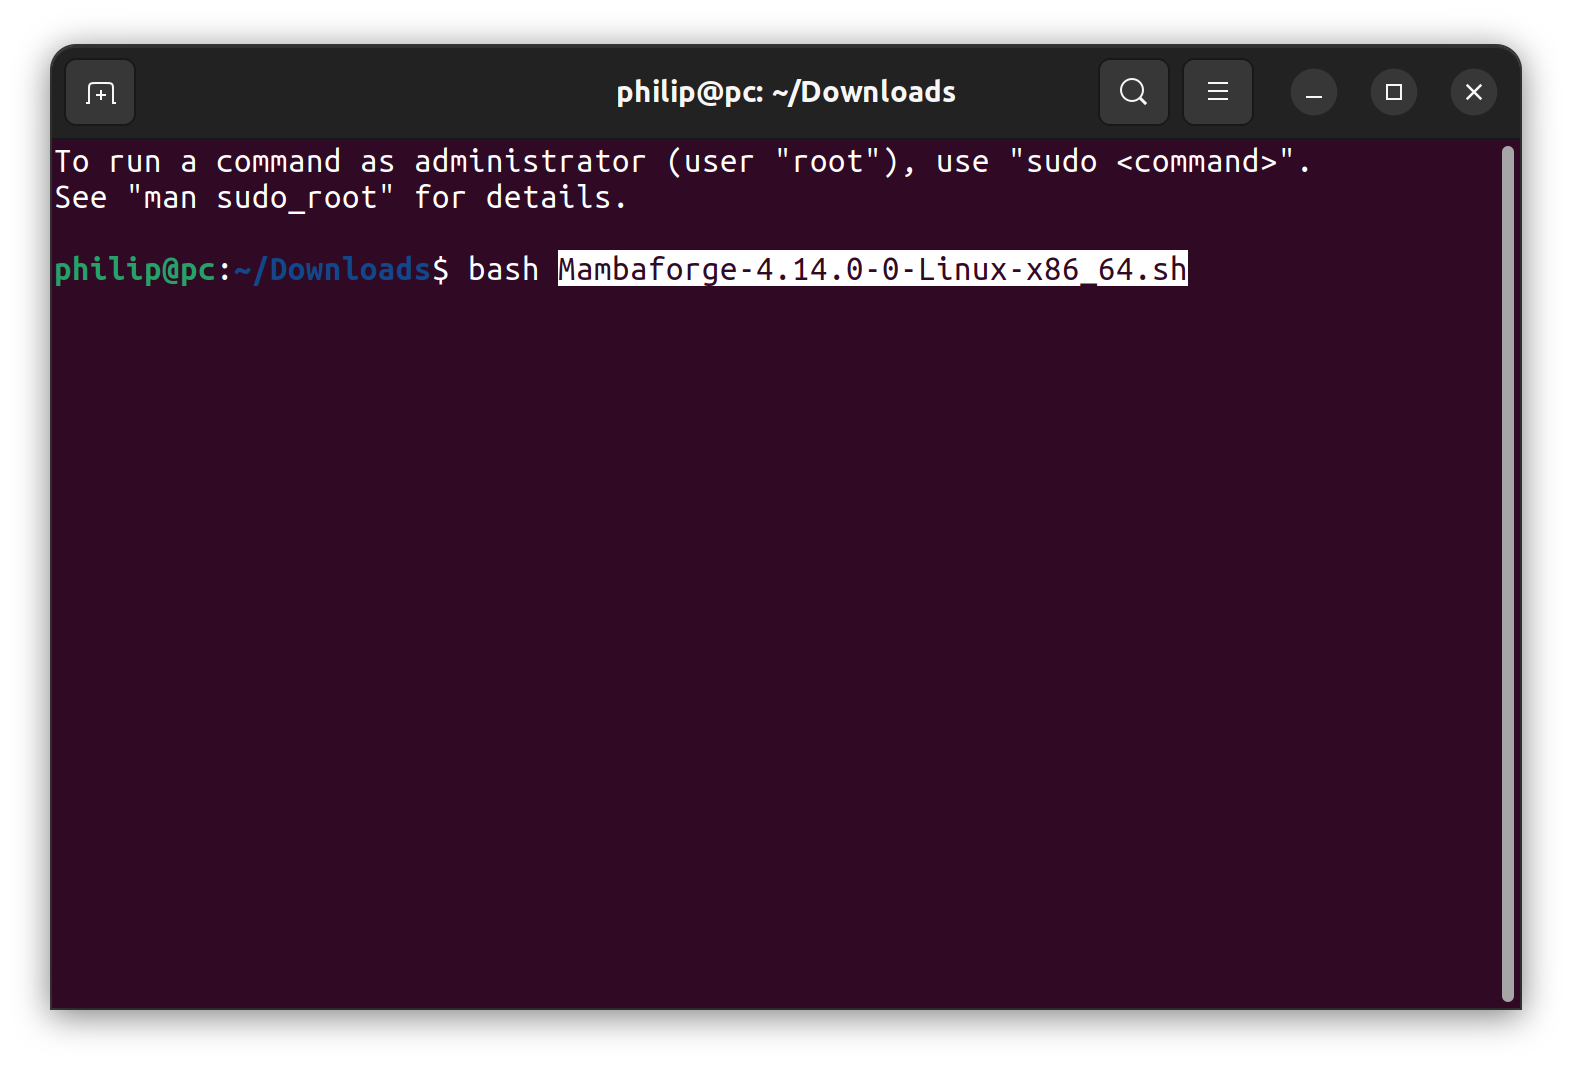 philip@pc: ~/Downloads
To run a command as administrator (user "root"), use "sudo <command>".
See "man sudo_root" for details.
philip@pc:~/Downloads$ bash Mambaforge-4.14.0-0-Linux-x86_64.sh